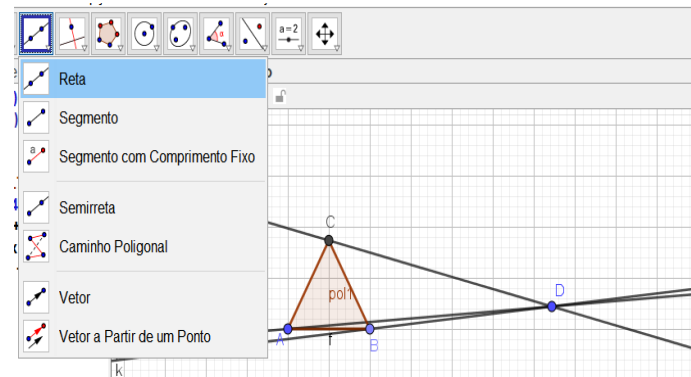 α
a=2
Reta
Segmento
a
Segmento com Comprimento Fixo
Semirreta
Caminho Poligonal
Vetor
Vetor a Partir de um Ponto
C
D
pol1
A
f
B
k